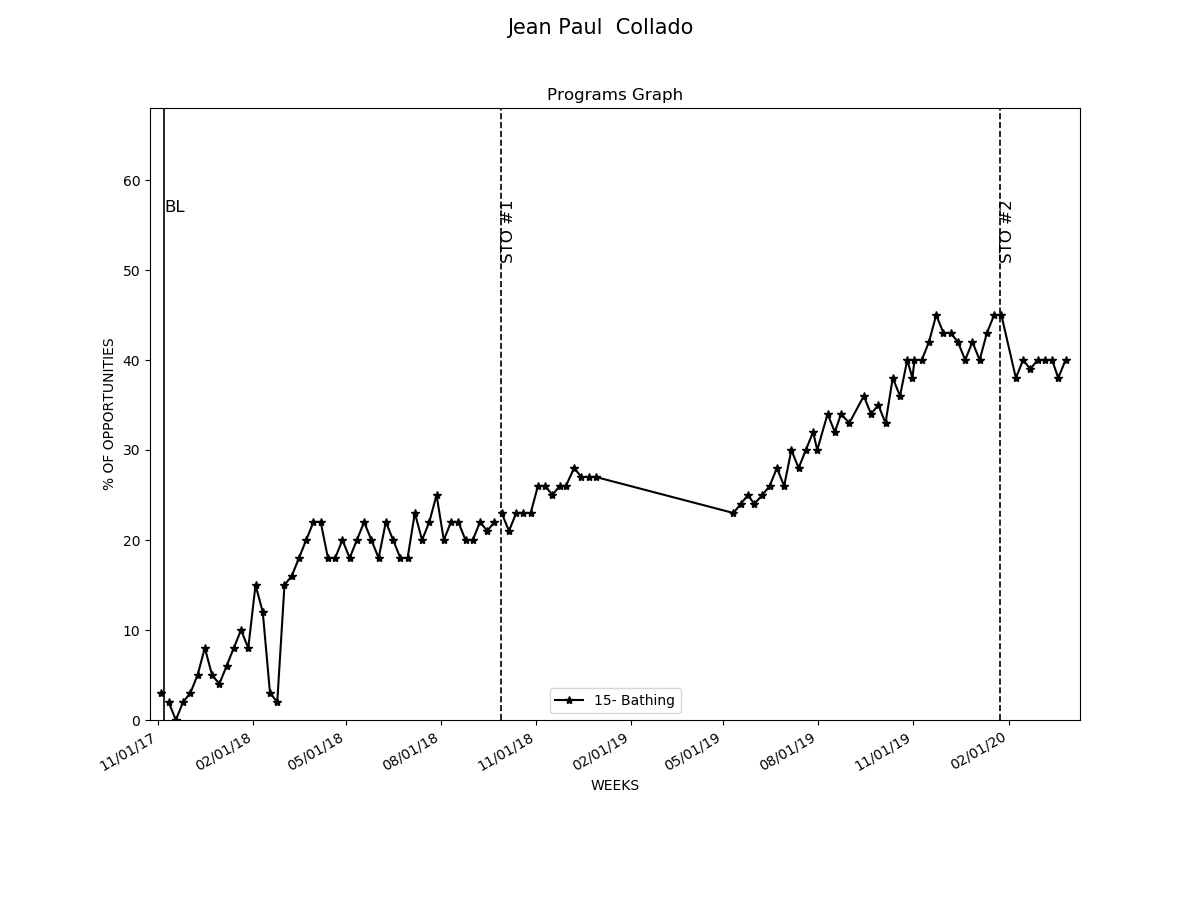 Jean Paul  Collado
Programs Graph
60
50
40
30
20
10
0
% OF OPPORTUNITIES
BL
STO #1
STO #2
15- Bathing
11/01/17
02/01/18
05/01/18
08/01/18
11/01/18
02/01/19
05/01/19
08/01/19
11/01/19
02/01/20
WEEKS